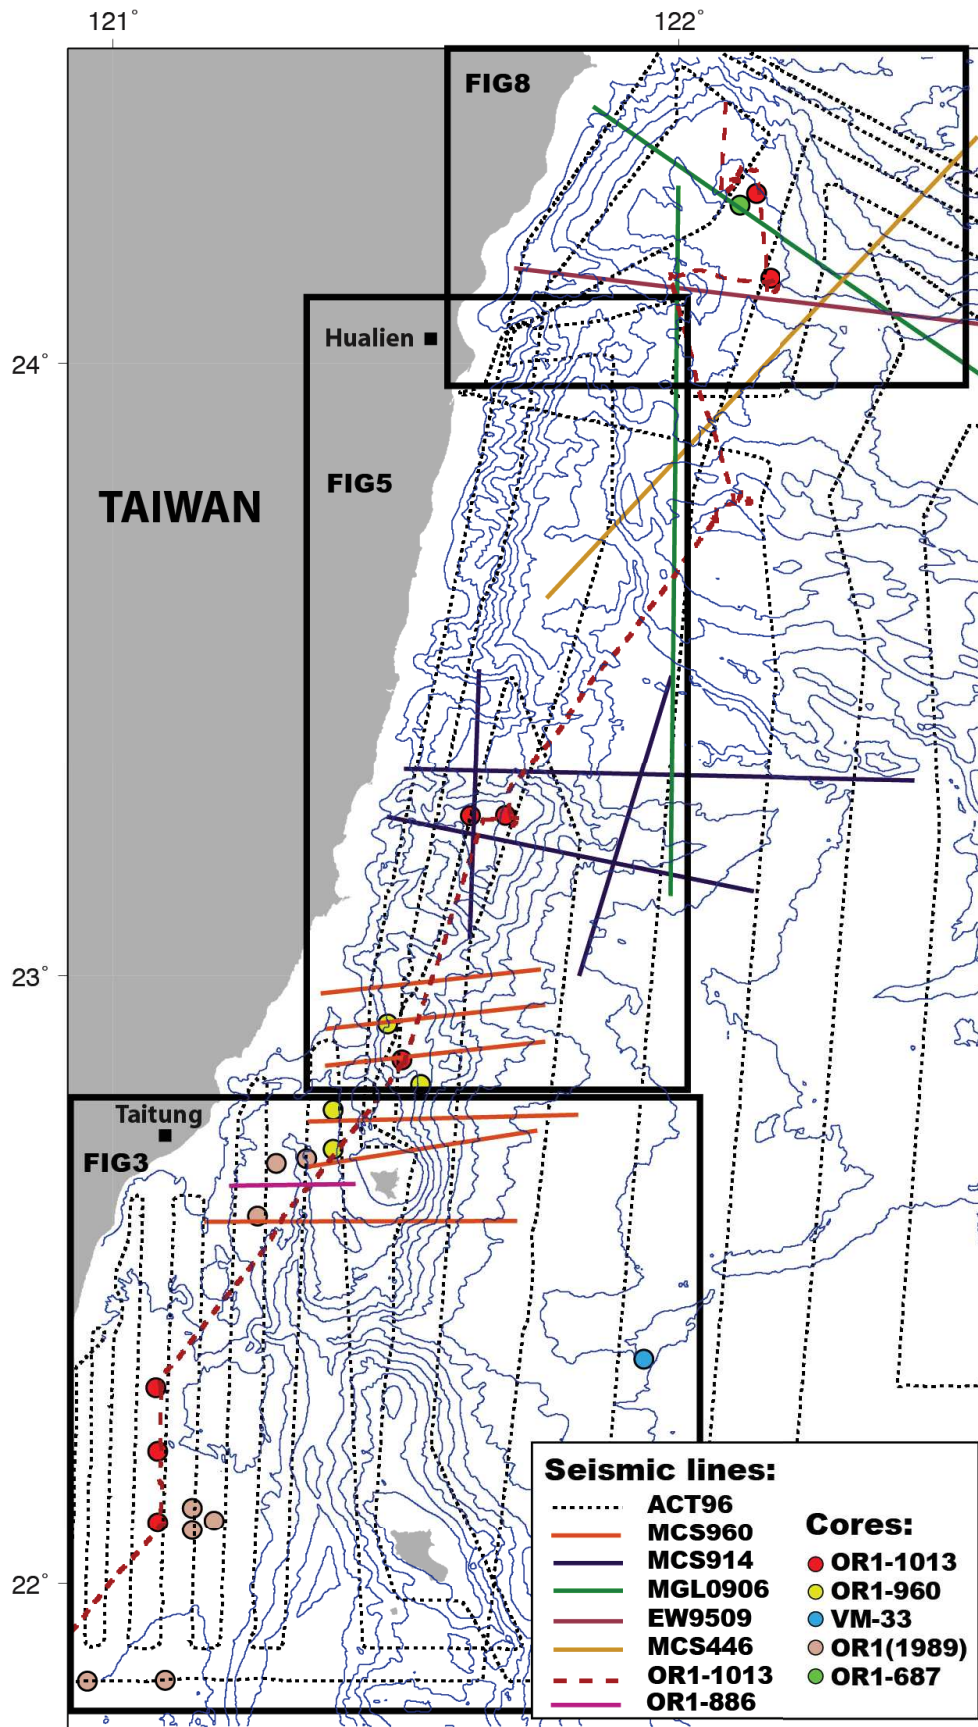 121°
122°
FIG8
Hualien
24°
FIG5
TAIWAN
23°
Taitung
FIG3
22°
Seismic lines:
ACT96
MCS960
MCS914
MGL0906
EW9509
MCS446
OR1-1013
OR1-886
Cores:
OR1-1013
OR1-960
VM-33
OR1(1989)
OR1-687